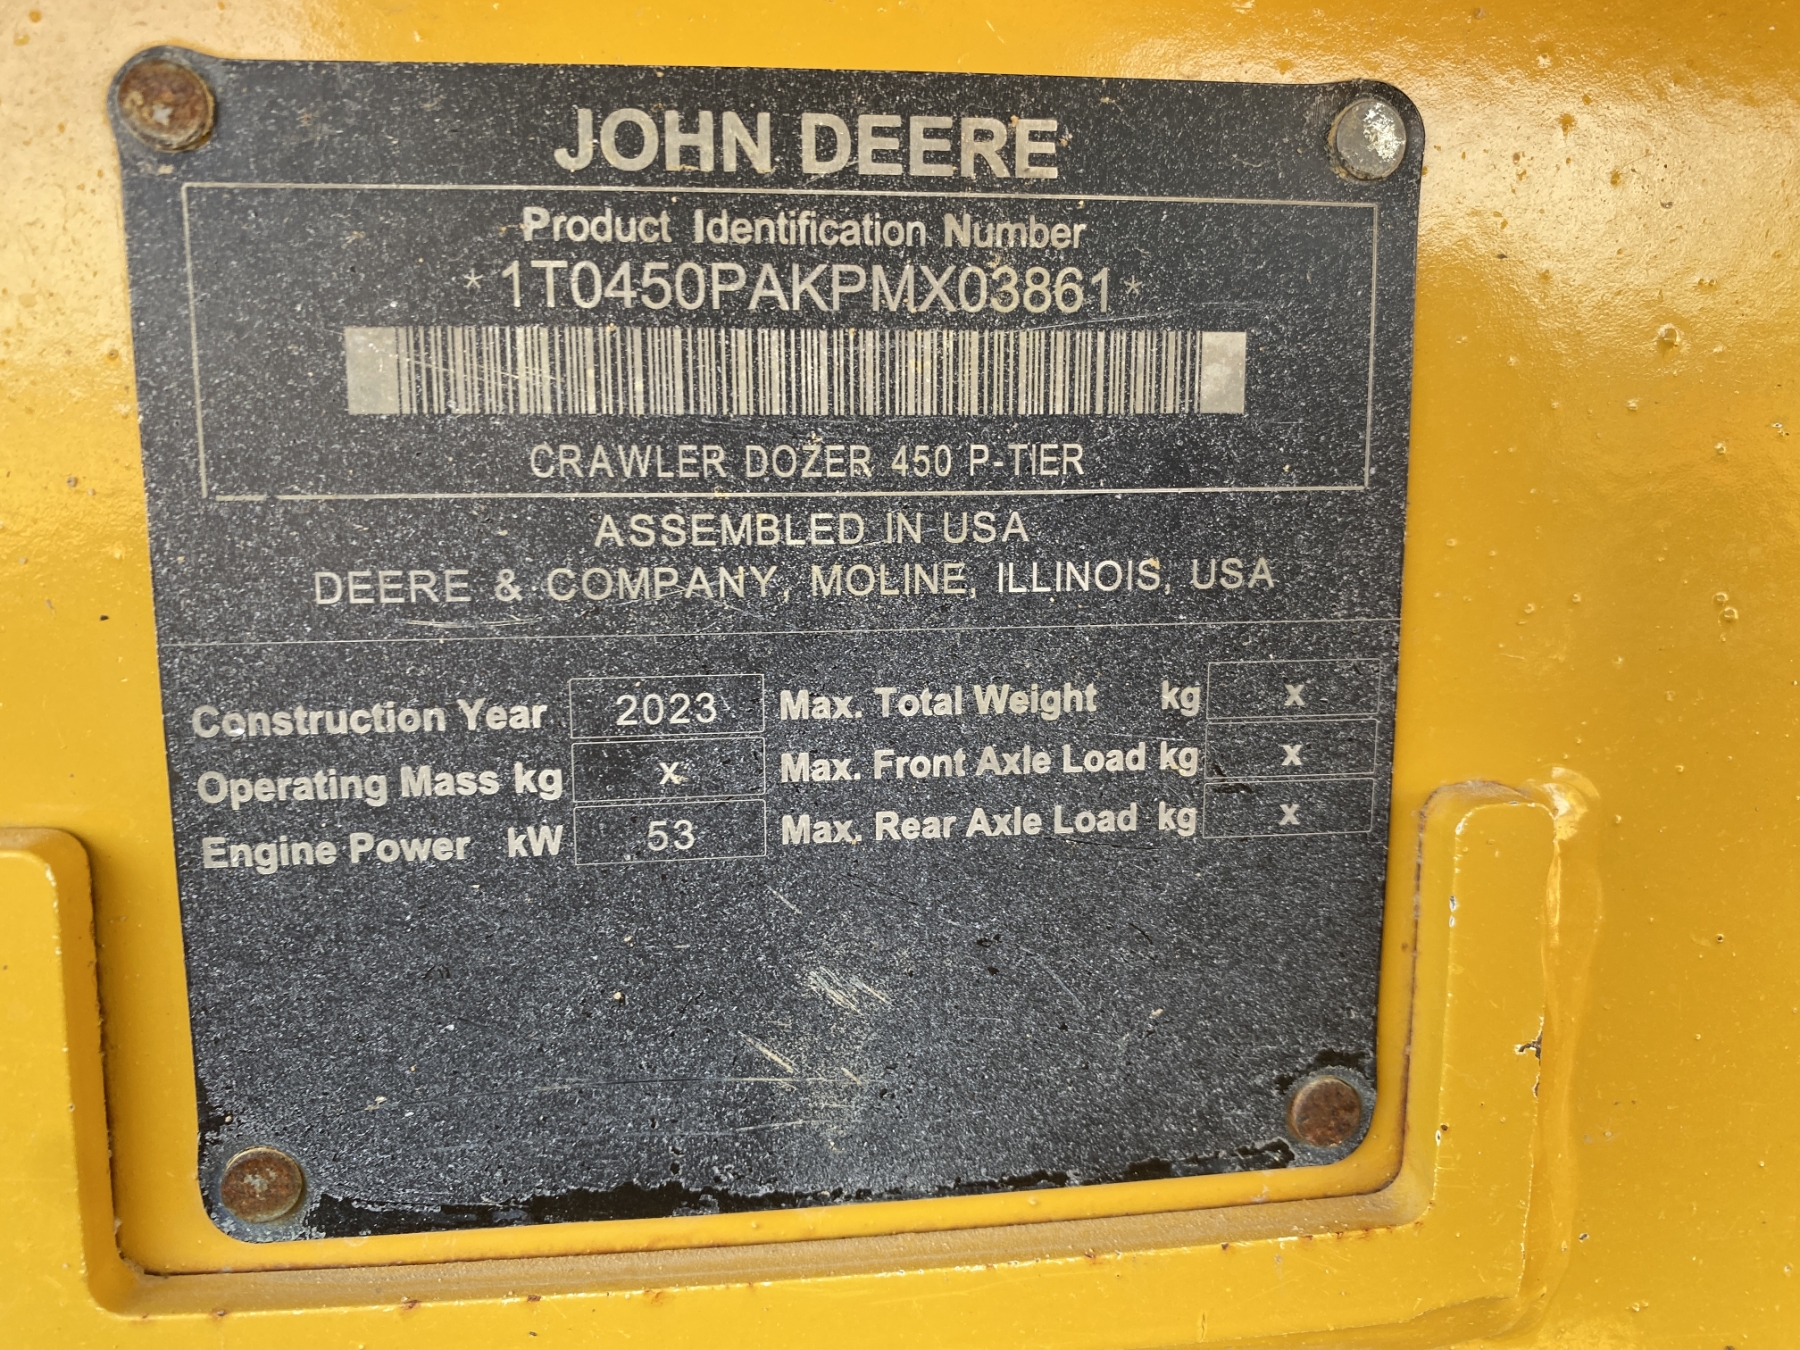 JOHN DEERE
Product Identification Number
*1T0450PAKPMX03861*
CRAWLER DOZER 450 P-TIER
ASSEMBLED IN USA
DEERE & COMPANY, MOLINE, ILLINOIS, USA
Construction Year 2023 Max. Total Weight kg x
Operating Mass kg x Max. Front Axle Load kg x
Engine Power kW 53 Max. Rear Axle Load kg x